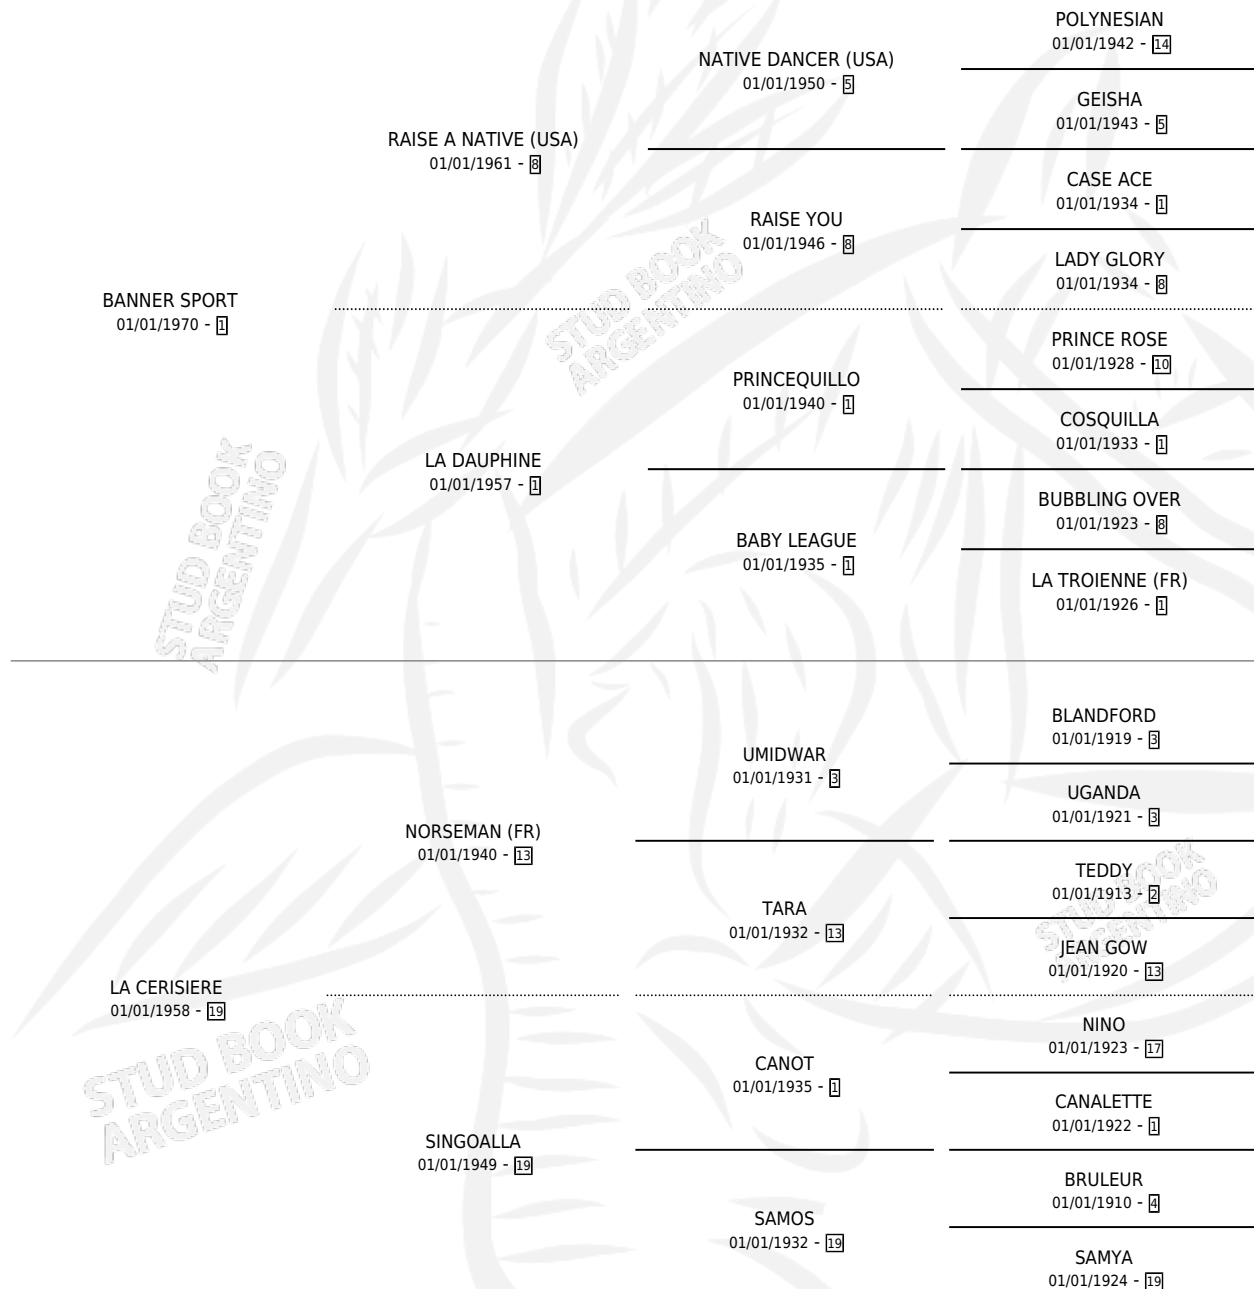 POLYNESIAN
01/01/1942 - 14
NATIVE DANCER (USA)
01/01/1950 - 5
GEISHA
01/01/1943 - 5
RAISE A NATIVE (USA)
01/01/1961 - 8
CASE ACE
01/01/1934 - 1
RAISE YOU
01/01/1946 - 8
LADY GLORY
01/01/1934 - 8
BANNER SPORT
01/01/1970 - 1
PRINCE ROSE
01/01/1928 - 10
PRINCEQUILLO
01/01/1940 - 1
COSQUILLA
01/01/1933 - 1
LA DAUPHINE
01/01/1957 - 1
BUBBLING OVER
01/01/1923 - 8
BABY LEAGUE
01/01/1935 - 1
LA TROIENNE (FR)
01/01/1926 - 1
STUD BOOK
ARGENTINO
STUD BOOK
ARGENTINO
BLANDFORD
01/01/1919 - 3
UMIDWAR
01/01/1931 - 3
UGANDA
01/01/1921 - 3
NORSEMAN (FR)
01/01/1940 - 13
TEDDY
01/01/1913 - 2
TARA
01/01/1932 - 13
JEAN GOW
01/01/1920 - 13
LA CERISIERE
01/01/1958 - 19
NINO
01/01/1923 - 17
CANOT
01/01/1935 - 1
CANALETTE
01/01/1922 - 1
SINGOALLA
01/01/1949 - 19
BRULEUR
01/01/1910 - 4
SAMOS
01/01/1932 - 19
SAMYA
01/01/1924 - 19
STUD BOOK
ARGENTINO
STUD BOOK
ARGENTINO